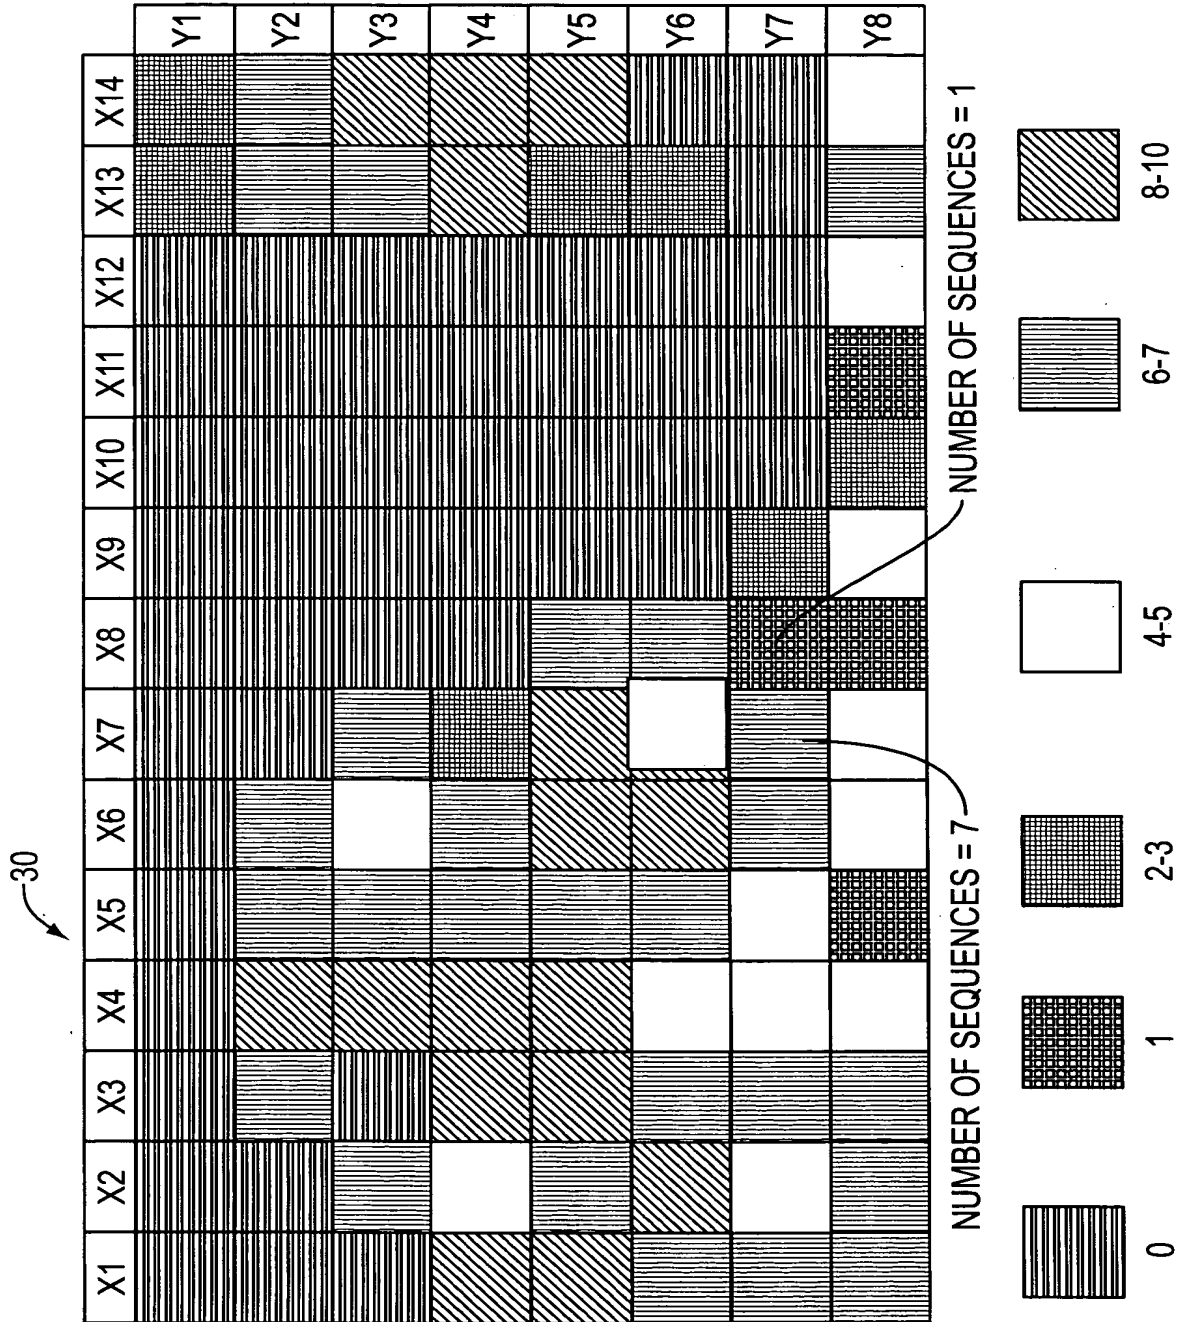 30
X1 X2 X3 X4 X5 X6 X7 X8 X9 X10 X11 X12 X13 X14
Y1
Y2
Y3
Y4
Y5
Y6
Y7
Y8
NUMBER OF SEQUENCES = 7
NUMBER OF SEQUENCES = 1
0 1 2-3 4-5 6-7 8-10